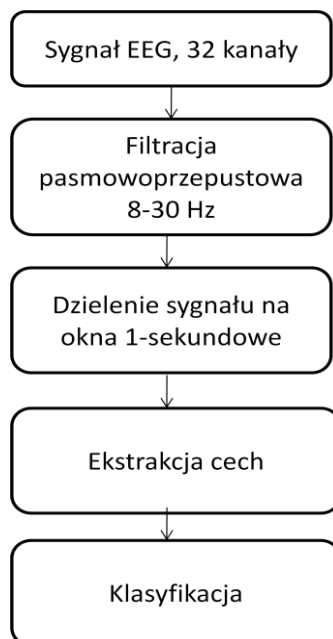 Sygnał EEG, 32 kanały
Filtracja
pasmowoprzepustowa
8-30 Hz
Dzielenie sygnału na
okna 1-sekundowe
Ekstrakcja cech
Klasyfikacja